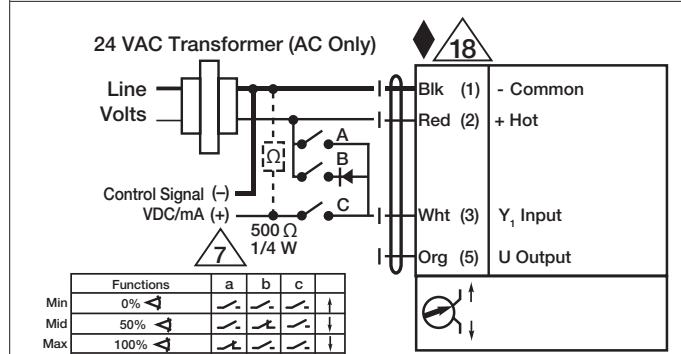 24 VAC Transformer (AC Only)
18
Line
Volts
Blk (1) - Common
Red (2) + Hot
A
Ω
B
Control Signal (–)
VDC/mA (+)
C
Wht (3) Y₁ Input
500 Ω
1/4 W
7
Org (5) U Output
Functions a b c
Min 0%
Mid 50%
Max 100%